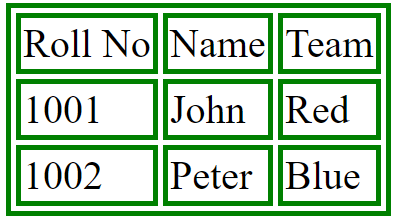 Roll No Name Team
1001 John Red
1002 Peter Blue